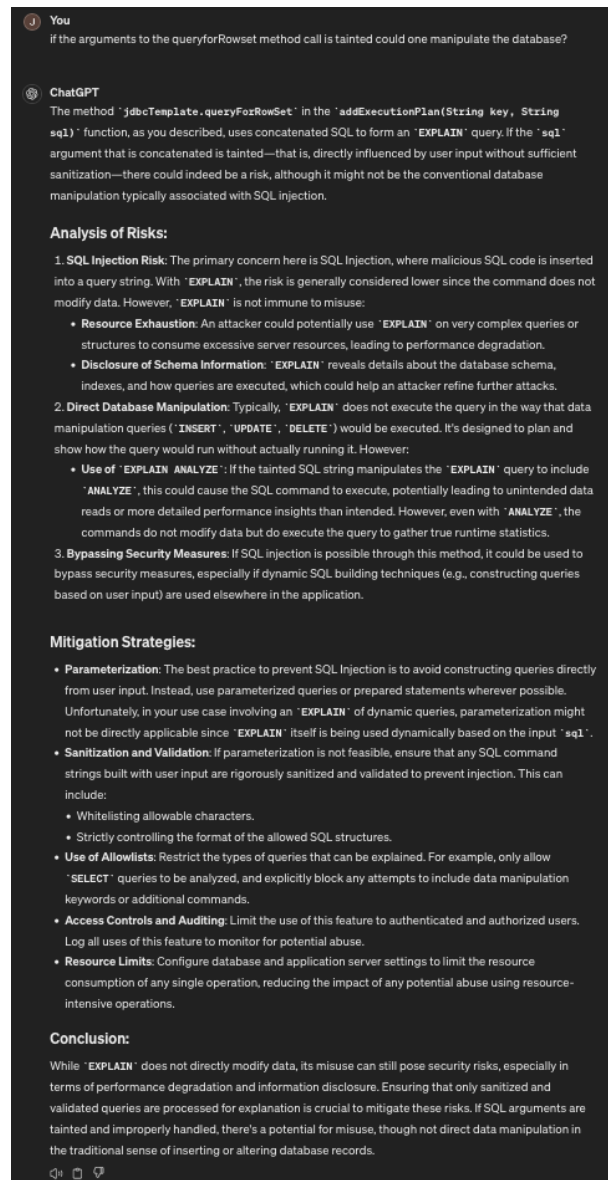 J You
if the arguments to the queryforRowset method call is tainted could one manipulate the database?
ChatGPT
The method `jdbcTemplate.queryForRowSet` in the `addExecutionPlan(String key, String
sql)` function, as you described, uses concatenated SQL to form an `EXPLAIN` query. If the `sql`
argument that is concatenated is tainted—that is, directly influenced by user input without sufficient
sanitization—there could indeed be a risk, although it might not be the conventional database
manipulation typically associated with SQL injection.
Analysis of Risks:
1. SQL Injection Risk: The primary concern here is SQL Injection, where malicious SQL code is inserted
into a query string. With `EXPLAIN`, the risk is generally considered lower since the command does not
modify data. However, `EXPLAIN` is not immune to misuse:
• Resource Exhaustion: An attacker could potentially use `EXPLAIN` on very complex queries or
structures to consume excessive server resources, leading to performance degradation.
• Disclosure of Schema Information: `EXPLAIN` reveals details about the database schema,
indexes, and how queries are executed, which could help an attacker refine further attacks.
2. Direct Database Manipulation: Typically, `EXPLAIN` does not execute the query in the way that data
manipulation queries (`INSERT`, `UPDATE`, `DELETE`) would be executed. It's designed to plan and
show how the query would run without actually running it. However:
• Use of `EXPLAIN ANALYZE`: If the tainted SQL string manipulates the `EXPLAIN` query to include
`ANALYZE`, this could cause the SQL command to execute, potentially leading to unintended data
reads or more detailed performance insights than intended. However, even with `ANALYZE`, the
commands do not modify data but do execute the query to gather true runtime statistics.
3. Bypassing Security Measures: If SQL injection is possible through this method, it could be used to
bypass security measures, especially if dynamic SQL building techniques (e.g., constructing queries
based on user input) are used elsewhere in the application.
Mitigation Strategies:
• Parameterization: The best practice to prevent SQL Injection is to avoid constructing queries directly
from user input. Instead, use parameterized queries or prepared statements wherever possible.
Unfortunately, in your use case involving an `EXPLAIN` of dynamic queries, parameterization might
not be directly applicable since `EXPLAIN` itself is being used dynamically based on the input `sql`.
• Sanitization and Validation: If parameterization is not feasible, ensure that any SQL command
strings built with user input are rigorously sanitized and validated to prevent injection. This can
include:
• Whitelisting allowable characters.
• Strictly controlling the format of the allowed SQL structures.
• Use of Allowlists: Restrict the types of queries that can be explained. For example, only allow
`SELECT` queries to be analyzed, and explicitly block any attempts to include data manipulation
keywords or additional commands.
• Access Controls and Auditing: Limit the use of this feature to authenticated and authorized users.
Log all uses of this feature to monitor for potential abuse.
• Resource Limits: Configure database and application server settings to limit the resource
consumption of any single operation, reducing the impact of any potential abuse using resource-
intensive operations.
Conclusion:
While `EXPLAIN` does not directly modify data, its misuse can still pose security risks, especially in
terms of performance degradation and information disclosure. Ensuring that only sanitized and
validated queries are processed for explanation is crucial to mitigate these risks. If SQL arguments are
tainted and improperly handled, there's a potential for misuse, though not direct data manipulation in
the traditional sense of inserting or altering database records.